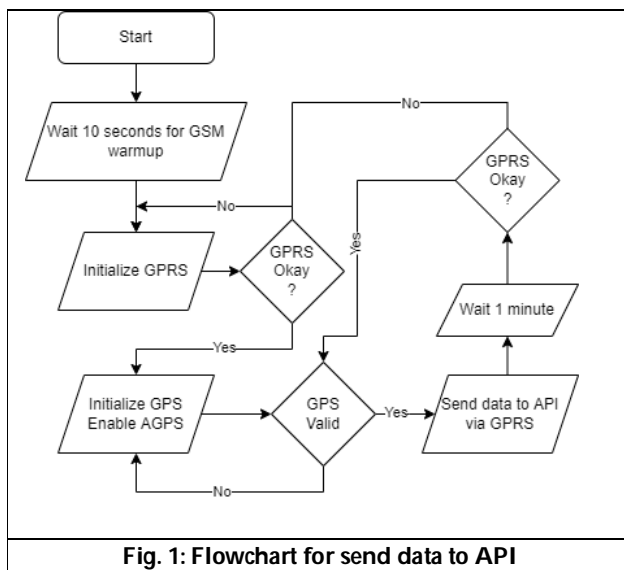 Start
No
Wait 10 seconds for GSM
warmup
GPRS
Okay
?
No
Yes
Initialize GPRS
GPRS
Okay
?
Wait 1 minute
Yes
Initialize GPS
Enable AGPS
GPS
Valid
Yes
Send data to API
via GPRS
No
Fig. 1: Flowchart for send data to API